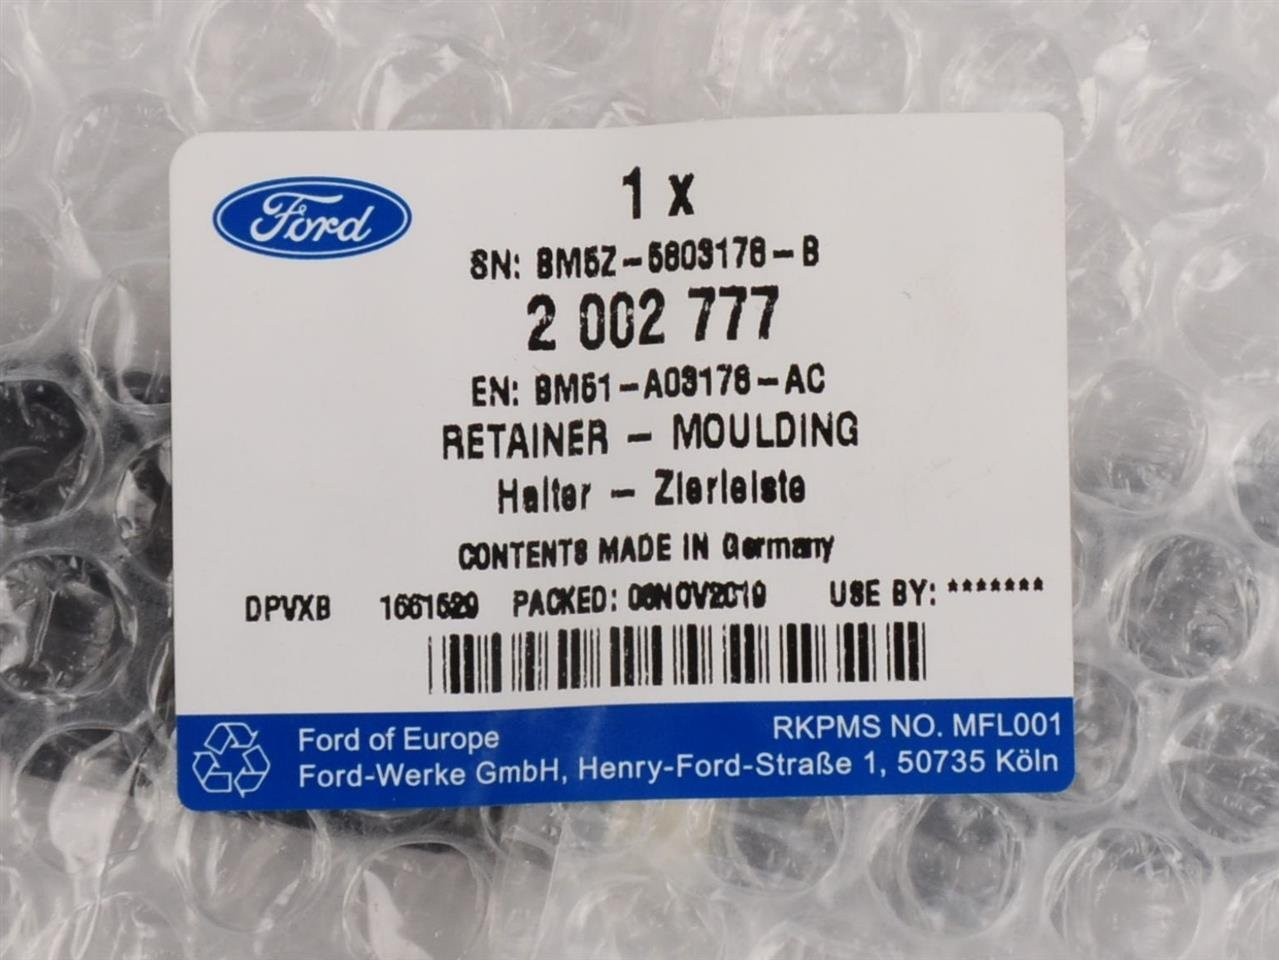 Ford
1 x
SN: BM5Z-5803178-B
2 002 777
EN: BM51-A03178-AC
RETAINER - MOULDING
Halter - Zierleiste
CONTENTS MADE IN Germany
DPVXB 1661529 PACKED: 06NOV2019 USE BY: *******
Ford of Europe RKPMS NO. MFL001
Ford-Werke GmbH, Henry-Ford-Straße 1, 50735 Köln